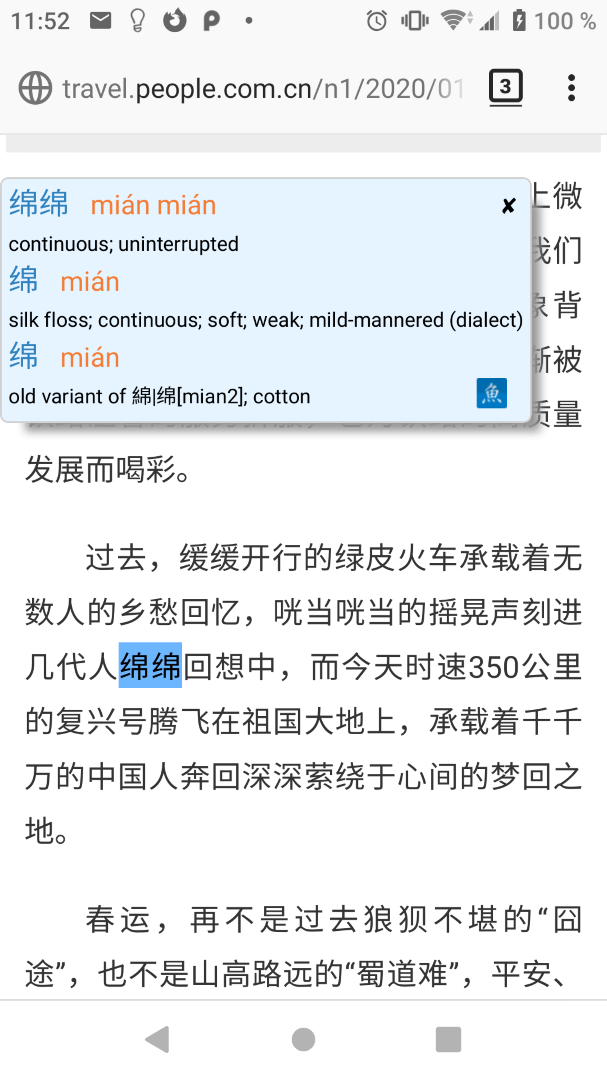 11:52 100 %
travel.people.com.cn/n1/2020/01
3
上微
绵绵 mián mián ✘
continuous; uninterrupted
我们
绵 mián
象背
silk floss; continuous; soft; weak; mild-mannered (dialect)
绵 mián
渐被
old variant of 綿|绵[mian2]; cotton 魚
质量
发展而喝彩。
过去，缓缓开行的绿皮火车承载着无
数人的乡愁回忆，咣当咣当的摇晃声刻进
几代人绵绵回想中，而今天时速350公里
的复兴号腾飞在祖国大地上，承载着千千
万的中国人奔回深深萦绕于心间的梦回之
地。
春运，再不是过去狼狈不堪的“囧
途”，也不是山高路远的“蜀道难”，平安、